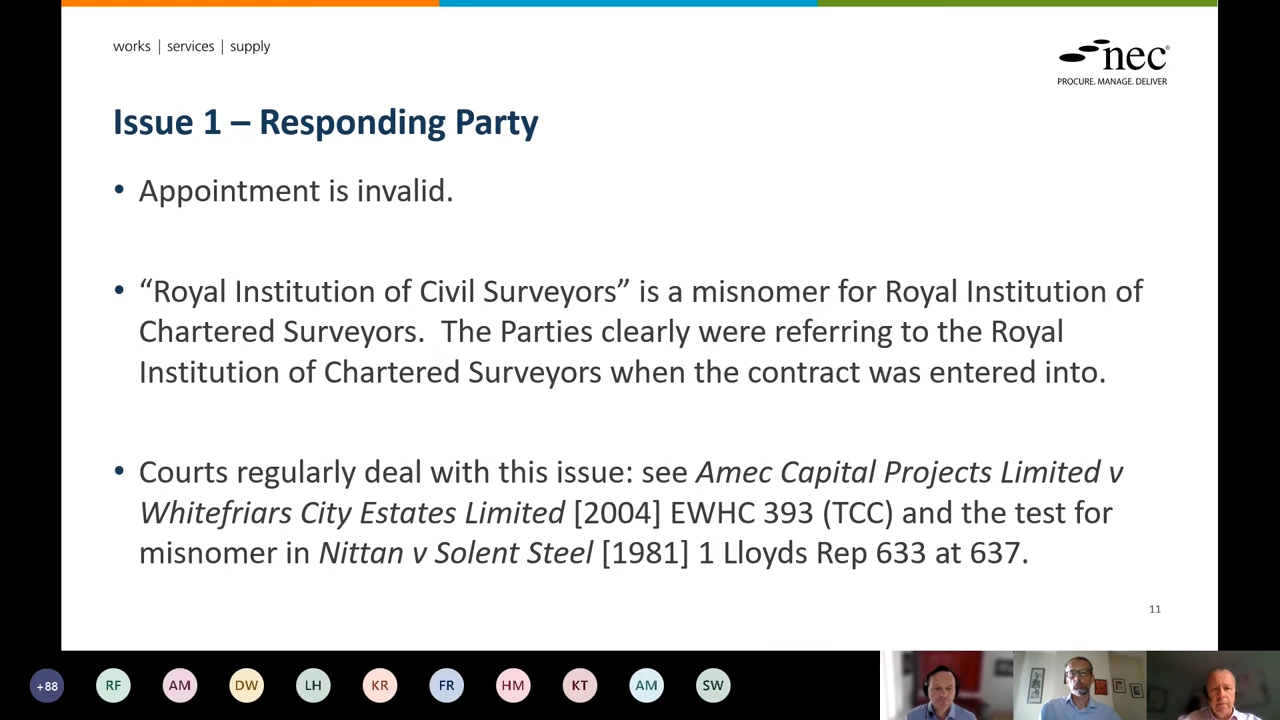 works | services | supply
nec®
PROCURE. MANAGE. DELIVER
Issue 1 – Responding Party
• Appointment is invalid.
• “Royal Institution of Civil Surveyors” is a misnomer for Royal Institution of
Chartered Surveyors.  The Parties clearly were referring to the Royal
Institution of Chartered Surveyors when the contract was entered into.
• Courts regularly deal with this issue: see Amec Capital Projects Limited v
Whitefriars City Estates Limited [2004] EWHC 393 (TCC) and the test for
misnomer in Nittan v Solent Steel [1981] 1 Lloyds Rep 633 at 637.
11
+88 RF AM DW LH KR FR HM KT AM SW